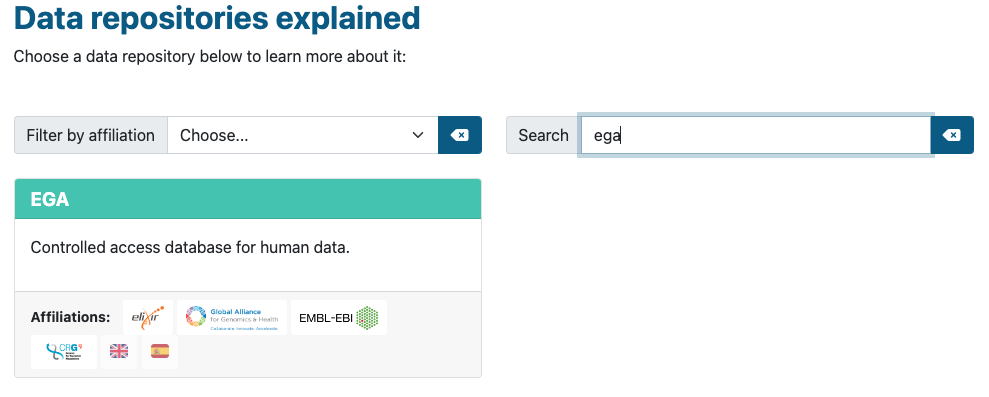 Data repositories explained
Choose a data repository below to learn more about it:
Filter by affiliation Choose... Search ega
EGA
Controlled access database for human data.
Affiliations: elixir Global Alliance
for Genomics & Health
Collaborate. Innovate. Accelerate.
EMBL-EBI
CRG